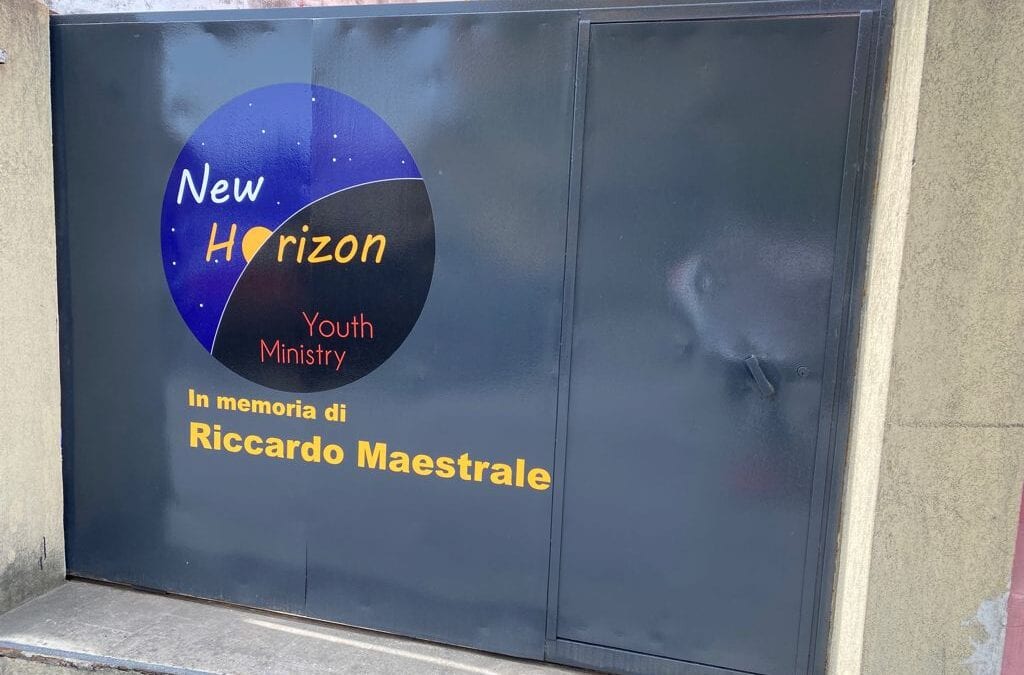 New
Horizon
Youth
Ministry
In memoria di
Riccardo Maestrale